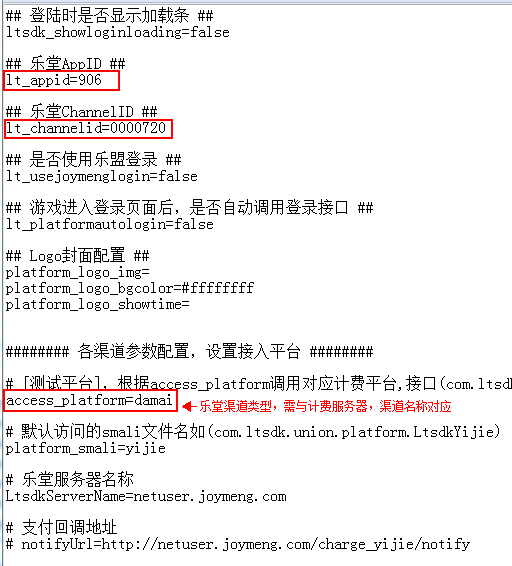 ## 登陆时是否显示加载条 ##
ltsdk_showloginloading=false
## 乐堂AppID ##
lt_appid=906
## 乐堂ChannelID ##
lt_channelid=0000720
## 是否使用乐盟登录 ##
lt_usejoymenglogin=false
## 游戏进入登录页面后，是否自动调用登录接口 ##
lt_platformautologin=false
## Logo封面配置 ##
platform_logo_img=
platform_logo_bgcolor=#ffffffff
platform_logo_showtime=
######## 各渠道参数配置，设置接入平台 ########
# [测试平台]，根据access_platform调用对应计费平台,接口(com.ltsd
access_platform=damai
乐堂渠道类型，需与计费服务器，渠道名称对应
# 默认访问的smali文件名如(com.ltsdk.union.platform.LtsdkYijie)
platform_smali=yijie
# 乐堂服务器名称
LtsdkServerName=netuser.joymeng.com
# 支付回调地址
# notifyUrl=http://netuser.joymeng.com/charge_yijie/notify